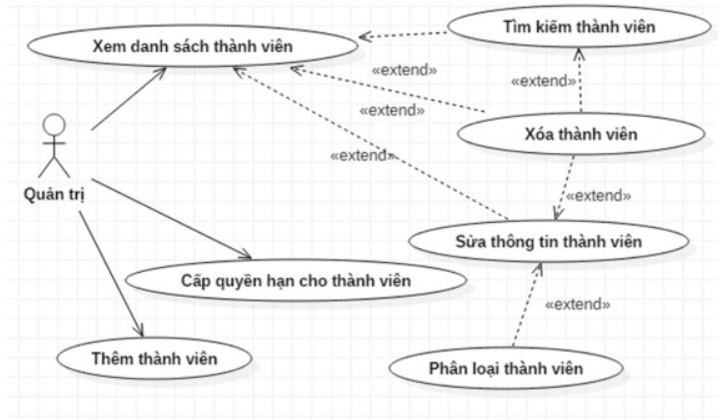 Tìm kiếm thành viên
Xem danh sách thành viên
«extend»
«extend»
«extend»
Xóa thành viên
«extend»
Quản trị
«extend»
Sửa thông tin thành viên
Cấp quyền hạn cho thành viên
«extend»
Thêm thành viên
Phân loại thành viên